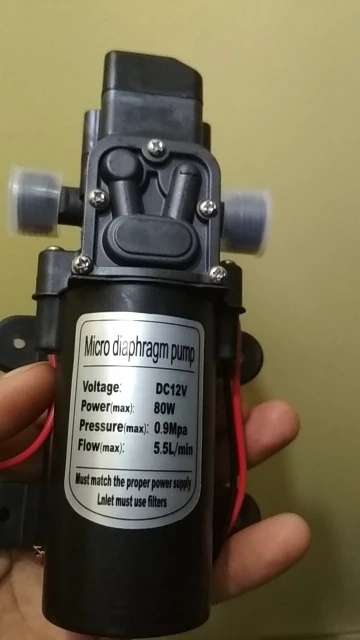 Micro diaphragm pump
Voltage: DC12V
Power(max): 80W
Pressure(max): 0.9Mpa
Flow(max): 5.5L/min
Must match the proper power supply
Lnlet must use filters